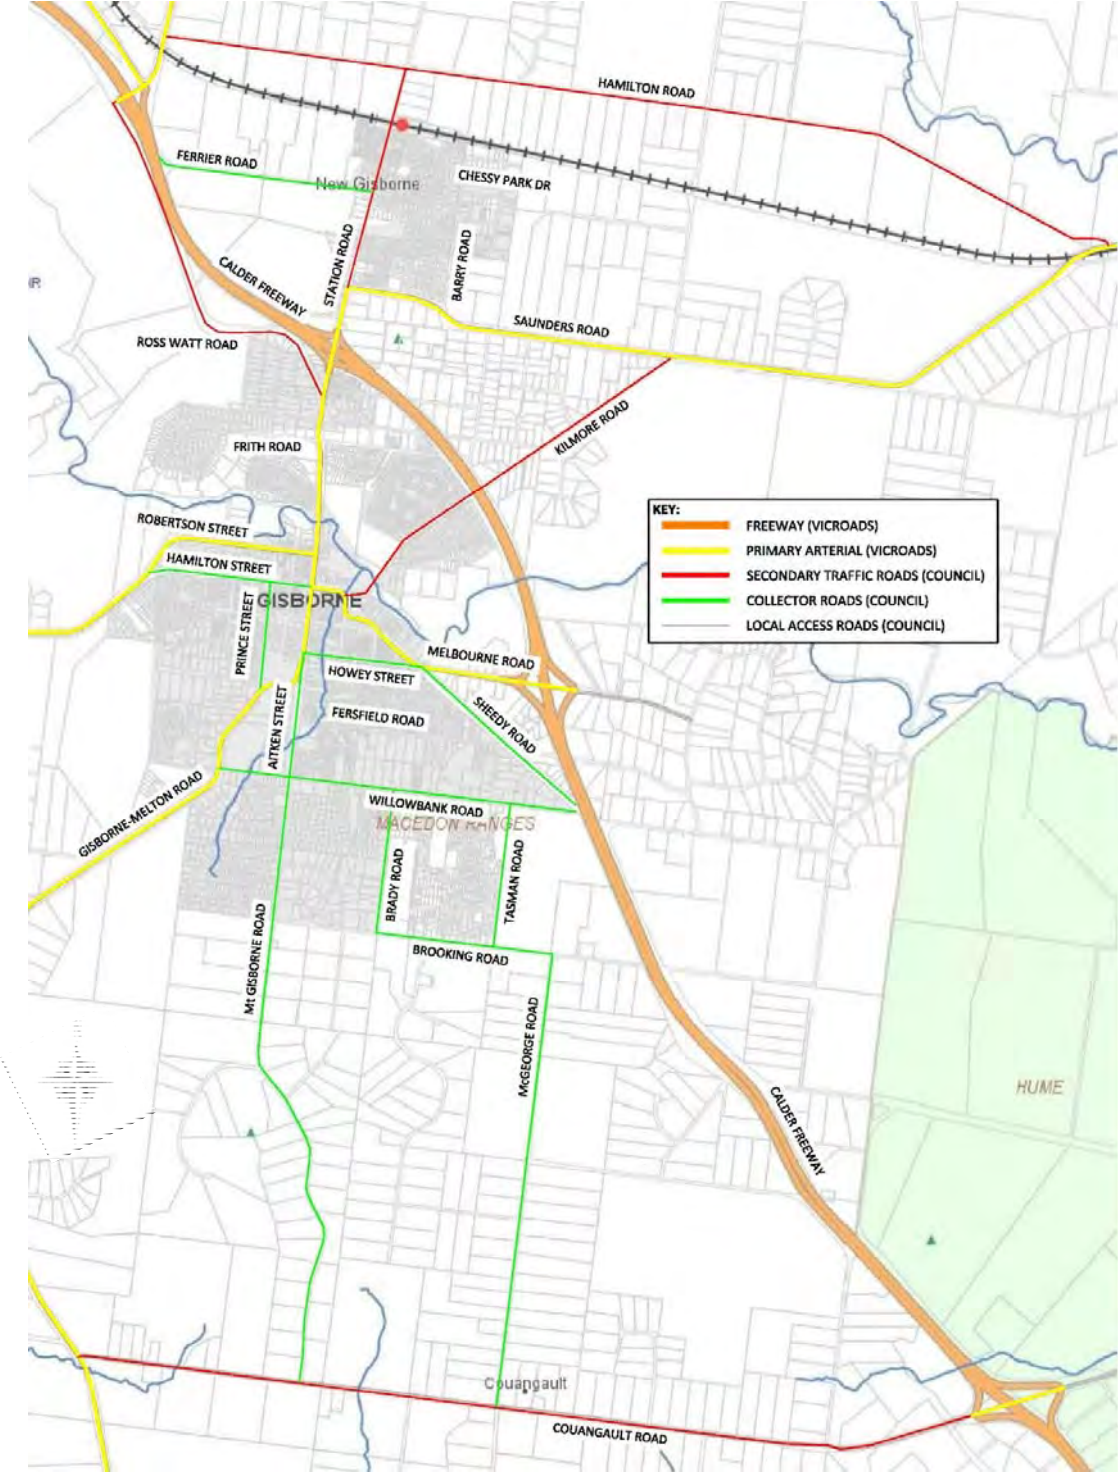 HAMILTON ROAD
FERRIER ROAD
New Gisborne
CHESSY PARK DR
STATION ROAD
BARRY ROAD
CALDER FREEWAY
IR
SAUNDERS ROAD
ROSS WATT ROAD
KILMORE ROAD
FRITH ROAD
KEY:
FREEWAY (VICROADS)
PRIMARY ARTERIAL (VICROADS)
SECONDARY TRAFFIC ROADS (COUNCIL)
COLLECTOR ROADS (COUNCIL)
LOCAL ACCESS ROADS (COUNCIL)
ROBERTSON STREET
HAMILTON STREET
GISBORNE
PRINCE STREET
MELBOURNE ROAD
HOWEY STREET
SHEEDY ROAD
AITKEN STREET
FERSFIELD ROAD
GISBORNE-MELTON ROAD
WILLOWBANK ROAD
MACEDON RANGES
BRADY ROAD
TASMAN ROAD
Mt GISBORNE ROAD
BROOKING ROAD
McGEORGE ROAD
HUME
CALDER FREEWAY
Couangault
COUANGAULT ROAD